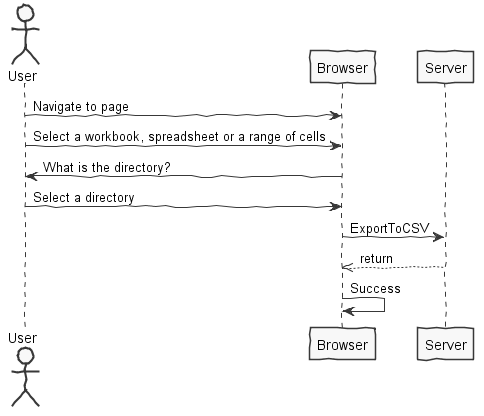 User
Browser
Server
Navigate to page
Select a workbook, spreadsheet or a range of cells
What is the directory?
Select a directory
ExportToCSV
return
Success
User
Browser
Server